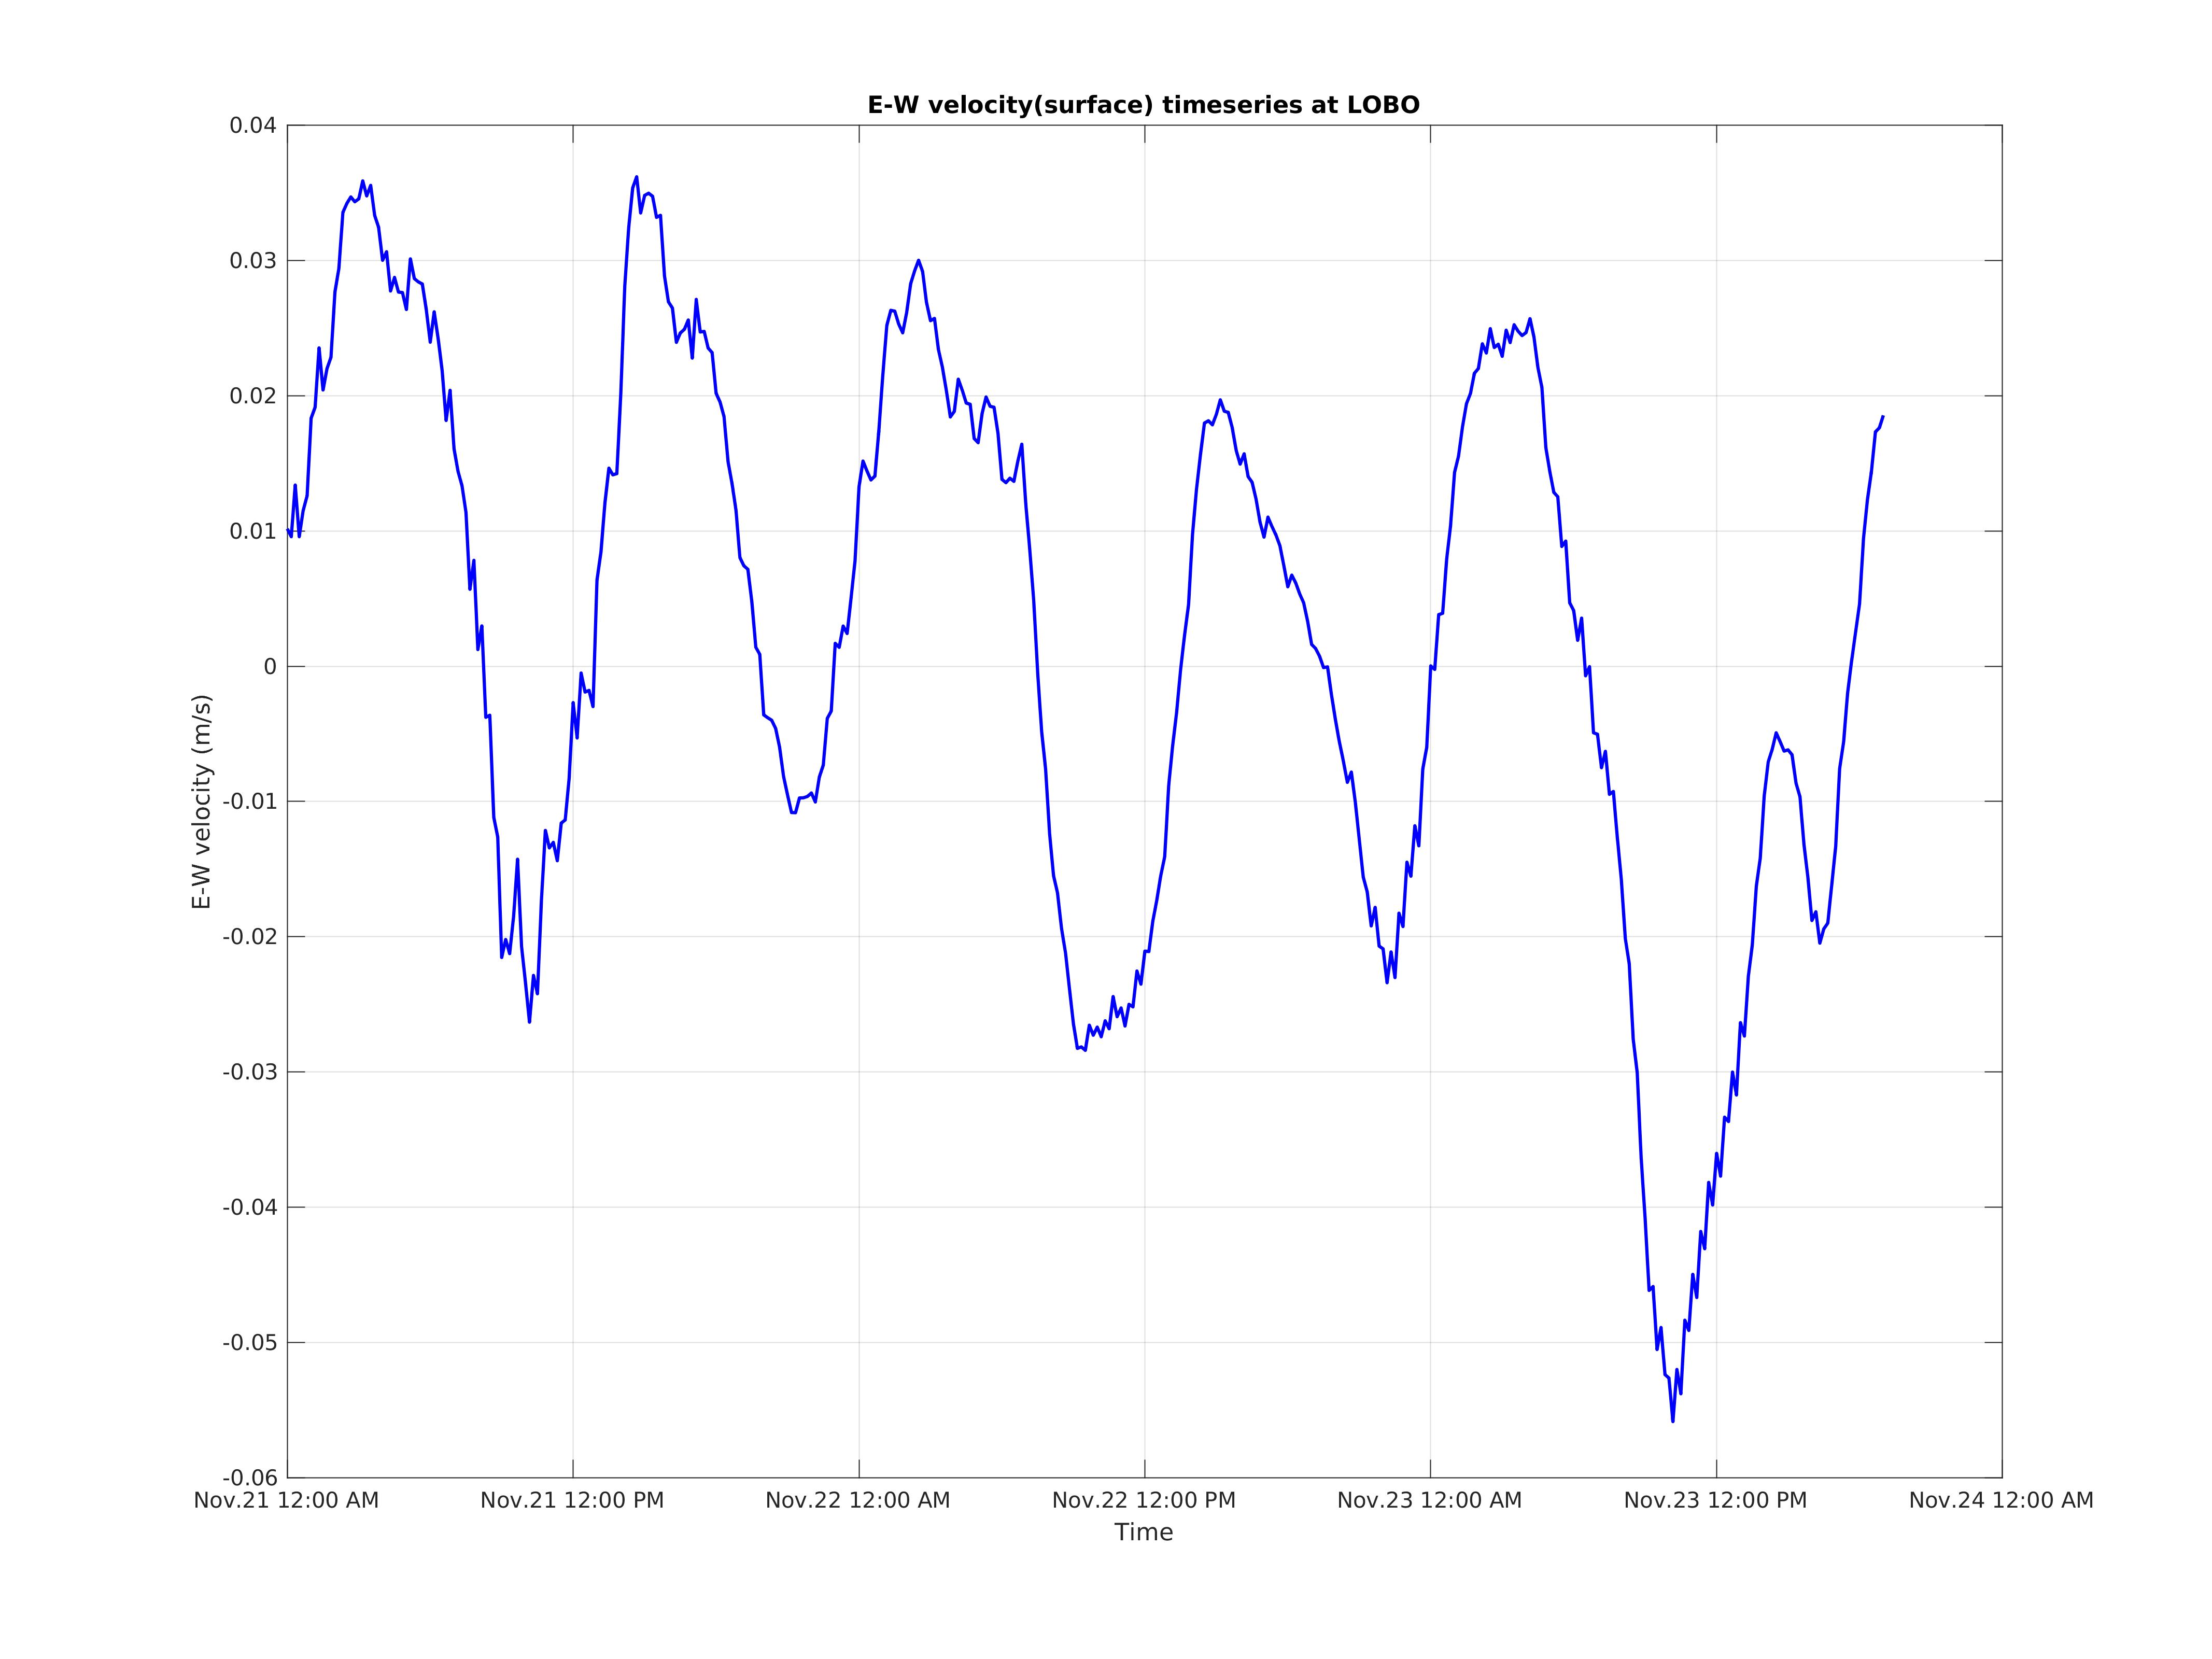 E-W velocity(surface) timeseries at LOBO
0.04
0.03
0.02
0.01
0
-0.01
-0.02
-0.03
-0.04
-0.05
-0.06
E-W velocity (m/s)
Nov.21 12:00 AM Nov.21 12:00 PM Nov.22 12:00 AM Nov.22 12:00 PM Nov.23 12:00 AM Nov.23 12:00 PM Nov.24 12:00 AM
Time